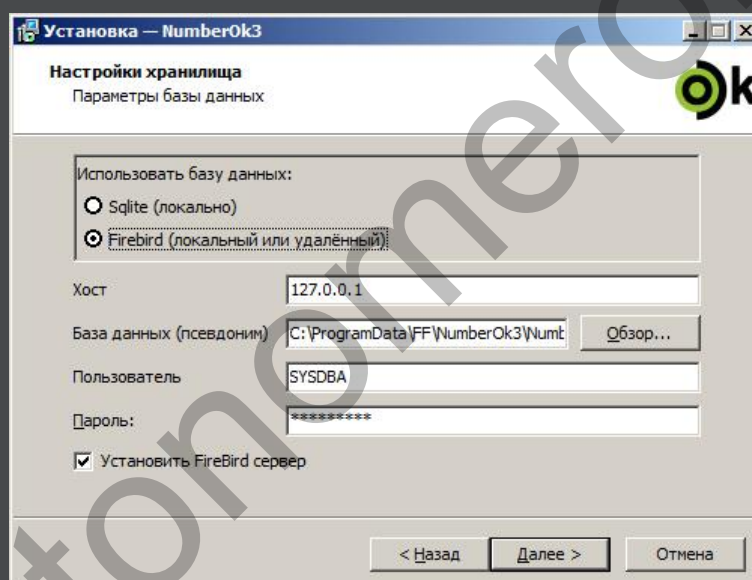 Установка — NumberOk3
Настройки хранилища
Параметры базы данных
Ok
Использовать базу данных:
Sqlite (локально)
Firebird (локальный или удалённый)
Хост
127.0.0.1
База данных (псевдоним)
C:\ProgramData\FF\NumberOk3\Numb
Обзор...
Пользователь
SYSDBA
Пароль:
*********
Установить FireBird сервер
< Назад
Далее >
Отмена